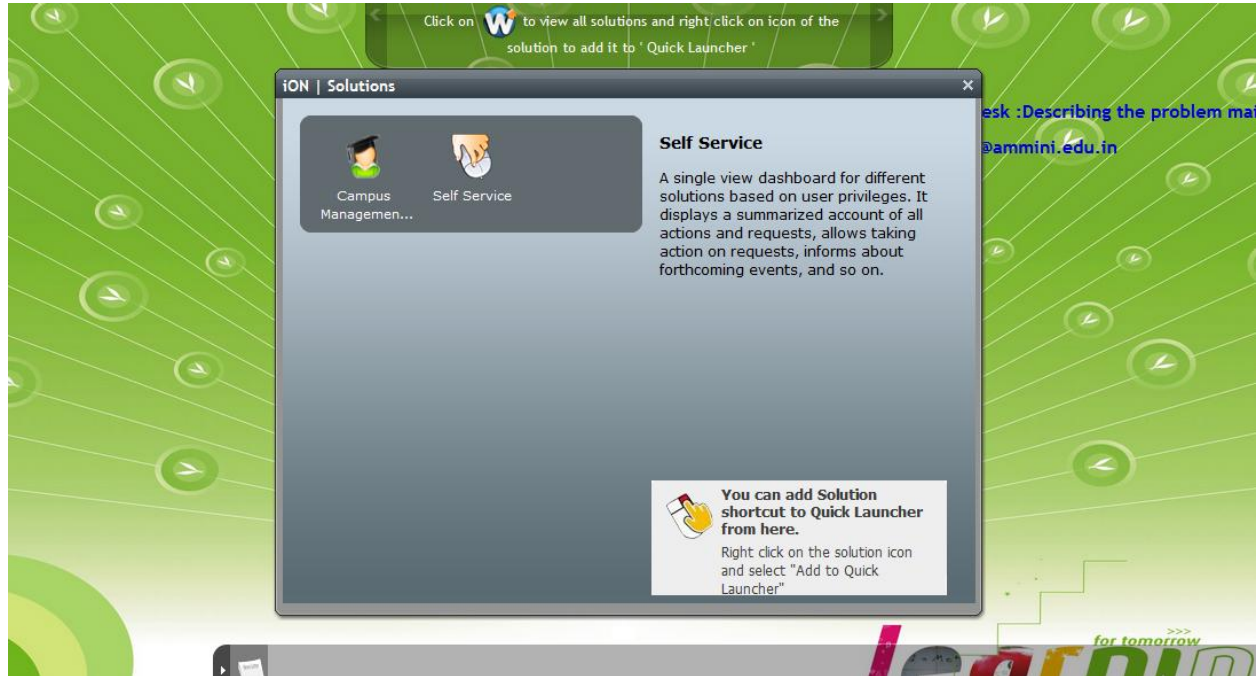 Click on W to view all solutions and right click on icon of the
solution to add it to ' Quick Launcher '
iON | Solutions
esk :Describing the problem mai
@ammini.edu.in
Campus
Managemen...
Self Service
Self Service
A single view dashboard for different
solutions based on user privileges. It
displays a summarized account of all
actions and requests, allows taking
action on requests, informs about
forthcoming events, and so on.
You can add Solution
shortcut to Quick Launcher
from here.
Right click on the solution icon
and select "Add to Quick
Launcher"
>>>
for tomorrow